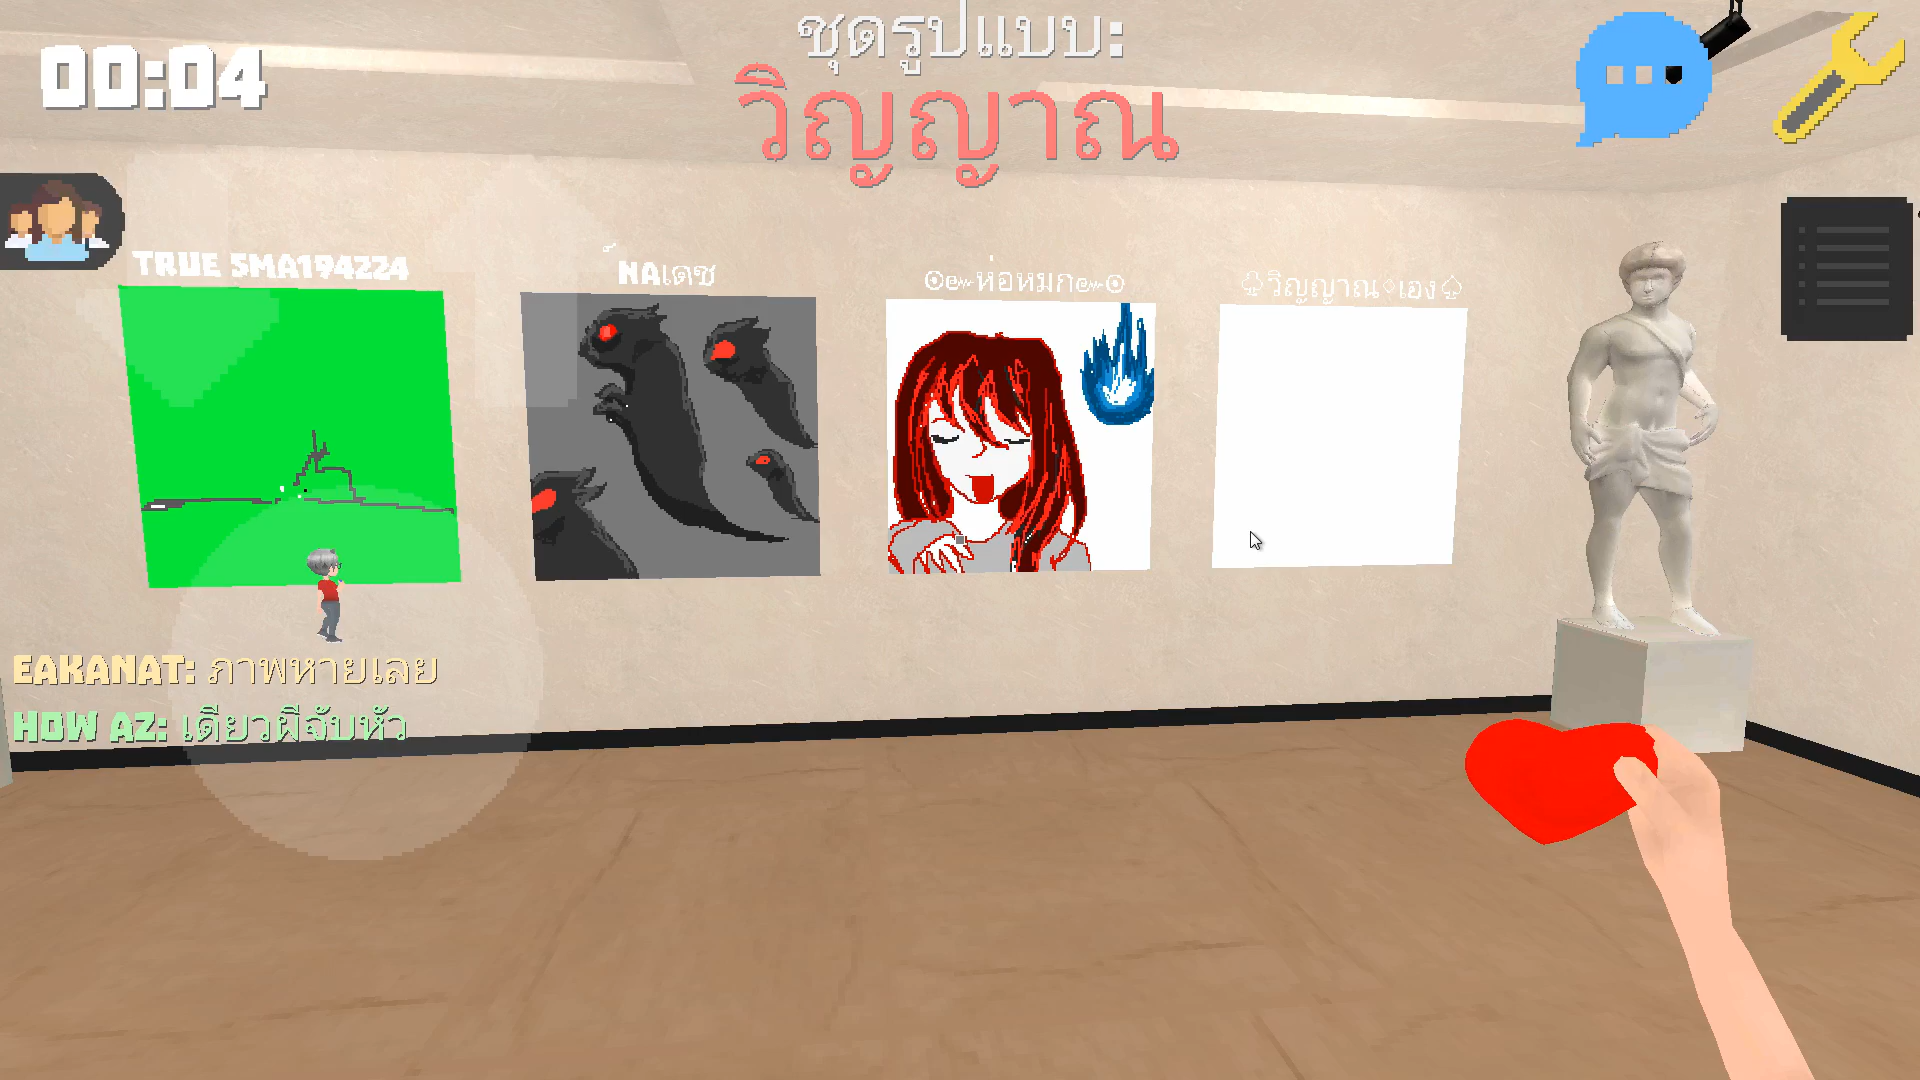 00:04
ชุดรูปแบบ:
วิญญาณ
TRUE SMA194224
NAเดช
ห่อหมก
♤วิญญาณ♢เอง♤
EAKANAT: ภาพหายเลย
HOW AZ: เดียวผีจับหัว